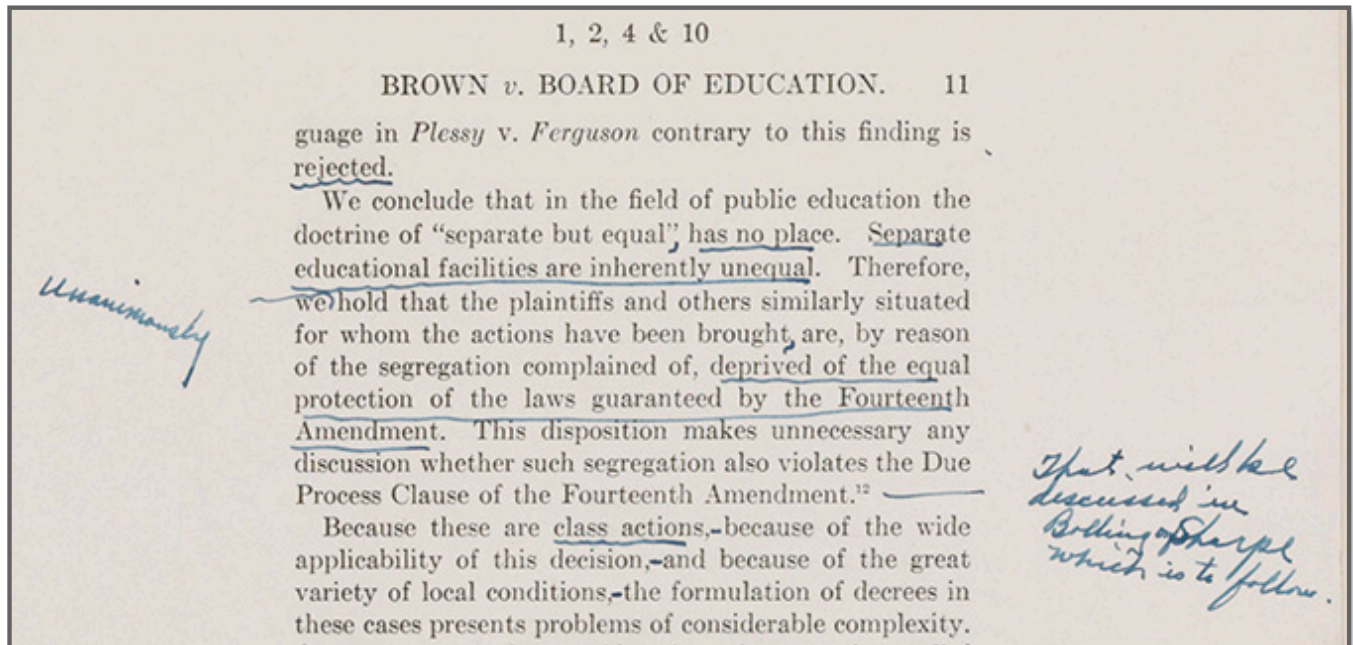 1, 2, 4 & 10
BROWN v. BOARD OF EDUCATION. 11
guage in Plessy v. Ferguson contrary to this finding is
rejected.
We conclude that in the field of public education the
doctrine of “separate but equal”, has no place. Separate
educational facilities are inherently unequal. Therefore,
Unanimously
we hold that the plaintiffs and others similarly situated
for whom the actions have been brought, are, by reason
of the segregation complained of, deprived of the equal
protection of the laws guaranteed by the Fourteenth
Amendment. This disposition makes unnecessary any
discussion whether such segregation also violates the Due
Process Clause of the Fourteenth Amendment.¹²
That will be
discussed in
Bolling v Sharpe
which is to follow.
Because these are class actions,-because of the wide
applicability of this decision,-and because of the great
variety of local conditions,-the formulation of decrees in
these cases presents problems of considerable complexity.